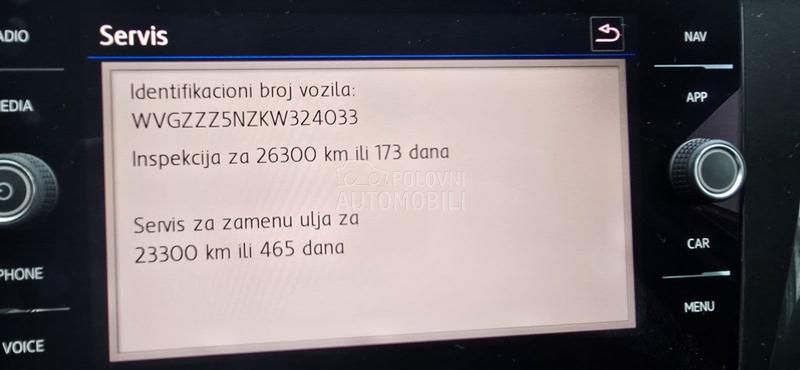 Servis
Identifikacioni broj vozila:
WVGZZZ5NZKW324033
Inspekcija za 26300 km ili 173 dana
POLOVNI
AUTOMOBILI
Servis za zamenu ulja za
23300 km ili 465 dana
ADIO
EDIA
PHONE
VOICE
NAV
APP
CAR
MENU